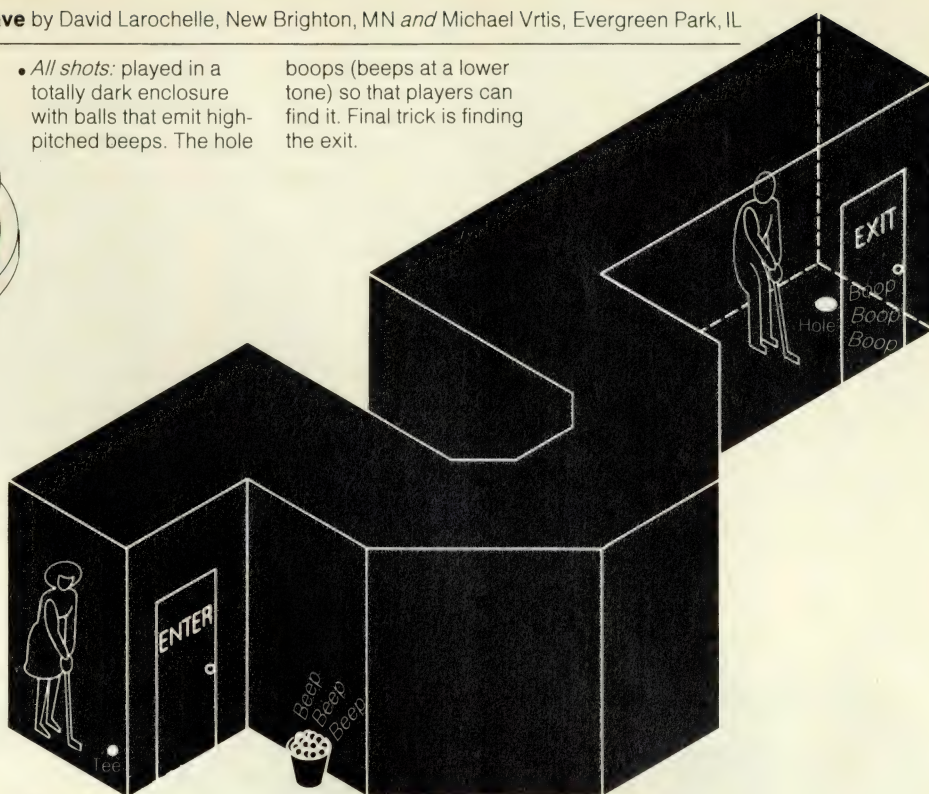 ve by David Larochelle, New Brighton, MN and Michael Vrtis, Evergreen Park, IL
• All shots: played in a
totally dark enclosure
with balls that emit high-
pitched beeps. The hole
boops (beeps at a lower
tone) so that players can
find it. Final trick is finding
the exit.
EXIT
Hole
Boop
Boop
Boop
ENTER
Beep
Beep
Beep
Tee